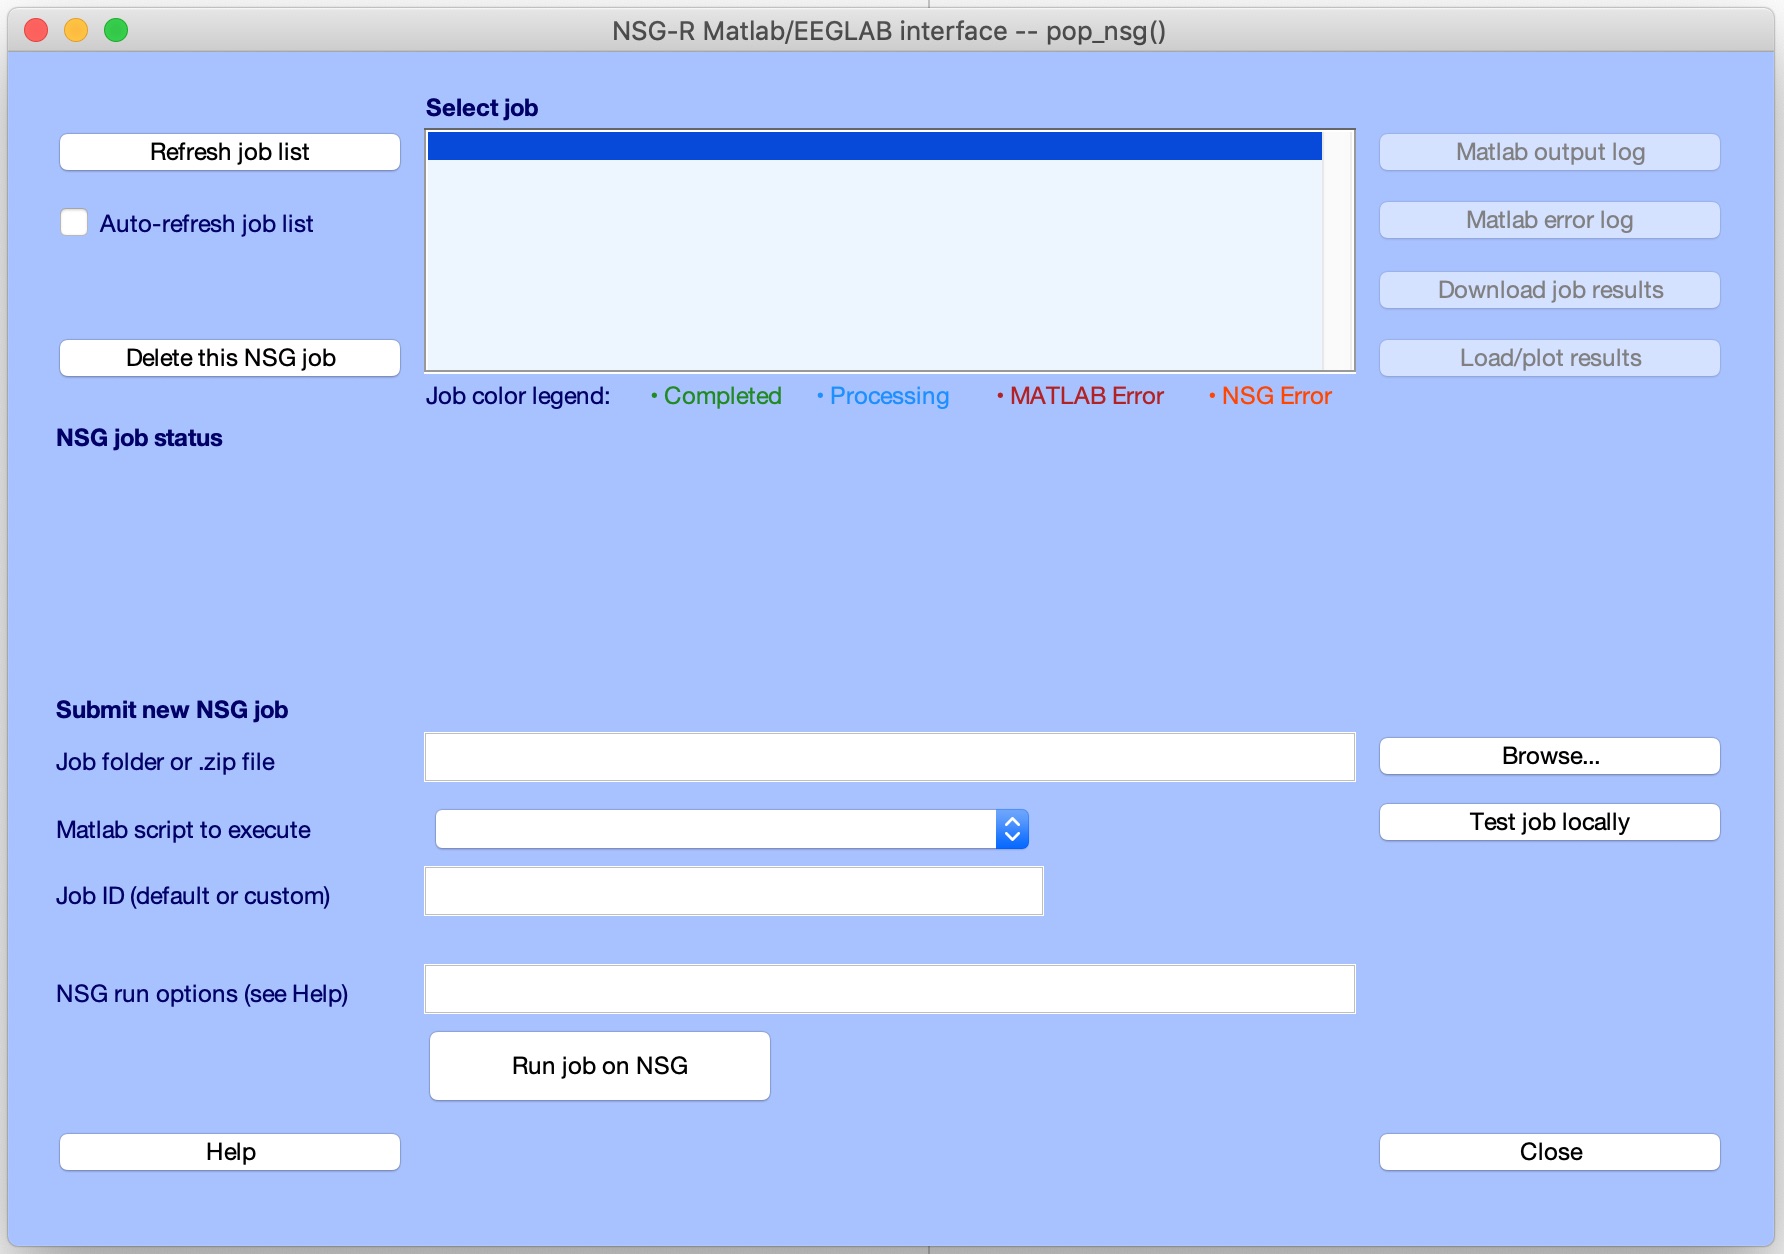 NSG-R Matlab/EEGLAB interface -- pop_nsg()
Select job
Refresh job list
Matlab output log
Auto-refresh job list
Matlab error log
Download job results
Delete this NSG job
Load/plot results
Job color legend: • Completed • Processing • MATLAB Error • NSG Error
NSG job status
Submit new NSG job
Job folder or .zip file
Browse...
Matlab script to execute
Test job locally
Job ID (default or custom)
NSG run options (see Help)
Run job on NSG
Help
Close